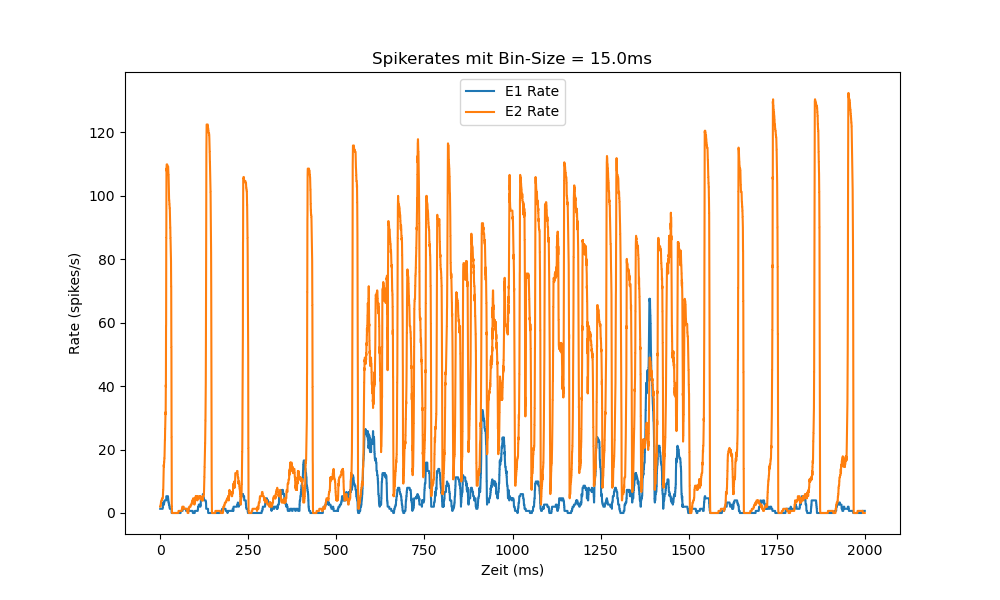 Spikerates mit Bin-Size = 15.0ms
E1 Rate
E2 Rate
Rate (spikes/s)
120
100
80
60
40
20
0
0 250 500 750 1000 1250 1500 1750 2000
Zeit (ms)